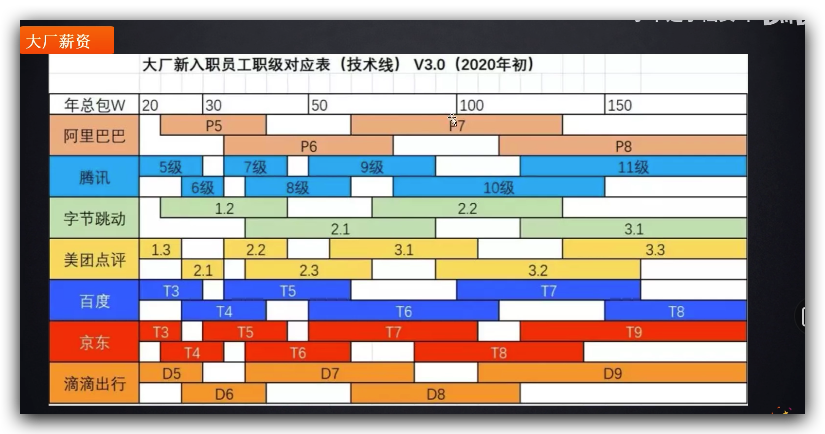 大厂薪资
大厂新入职员工职级对应表（技术线） V3.0（2020年初）
年总包W 20 30 50 100 150
阿里巴巴 P5 P7
P6 P8
腾讯 5级 7级 9级 11级
6级 8级 10级
字节跳动 1.2 2.2
2.1 3.1
美团点评 1.3 2.2 3.1 3.3
2.1 2.3 3.2
百度 T3 T5 T7
T4 T6 T8
京东 T3 T5 T7 T9
T4 T6 T8
滴滴出行 D5 D7 D9
D6 D8